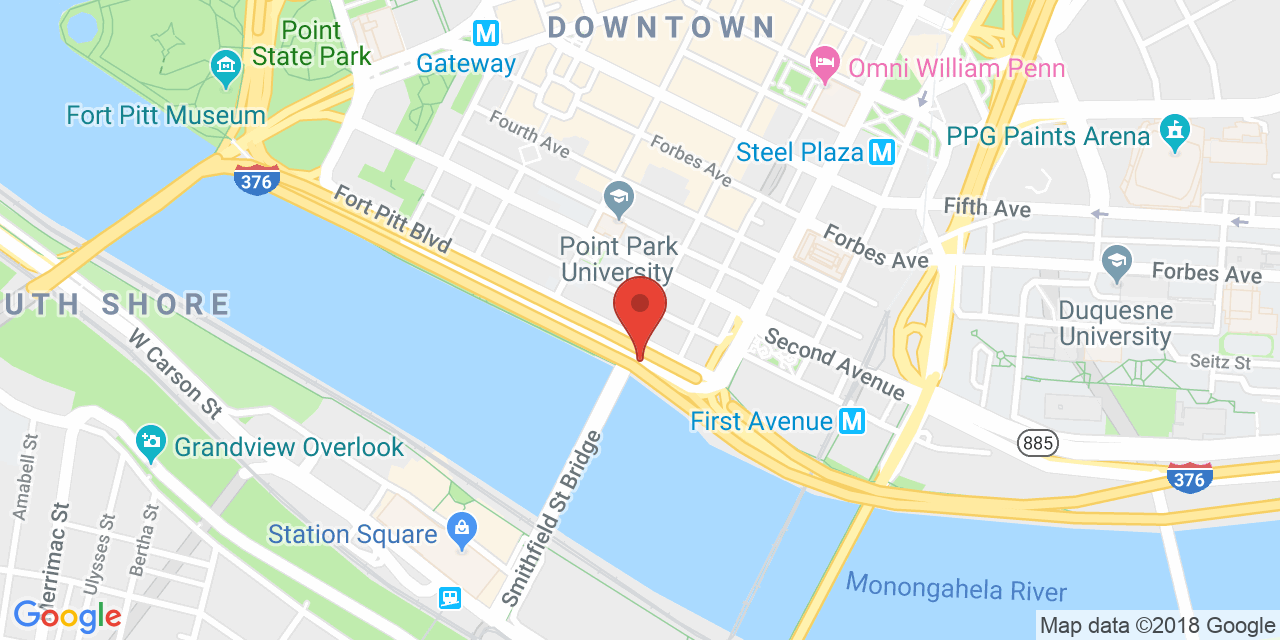 DOWNTOWN
Point
State Park
Gateway
M
Omni William Penn
Fort Pitt Museum
Fourth Ave
Forbes Ave
Steel Plaza M
PPG Paints Arena
376
Fort Pitt Blvd
Fifth Ave
Point Park
University
Forbes Ave
Forbes Ave
UTH SHORE
Duquesne
University
W Carson St
Second Avenue
Seitz St
First Avenue M
885
Grandview Overlook
376
Amabell St
Merrimac St
Ulysses St
Bertha St
Station Square
Smithfield St Bridge
Monongahela River
Google
Map data ©2018 Google